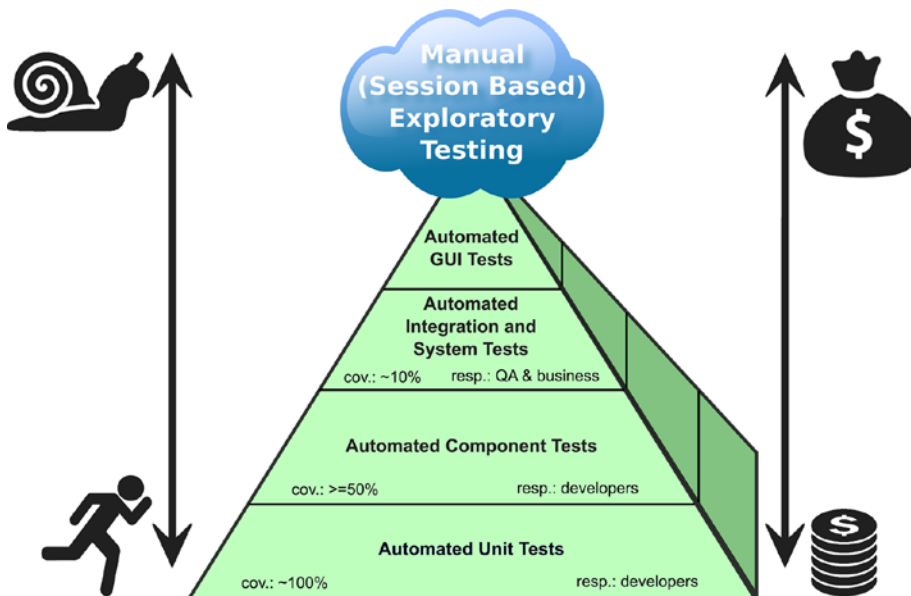 Manual
(Session Based)
Exploratory
Testing
$
Automated
GUI Tests
Automated
Integration and
System Tests
cov.: ~10% resp.: QA & business
Automated Component Tests
cov.: >=50% resp.: developers
$
Automated Unit Tests
cov.: ~100% resp.: developers